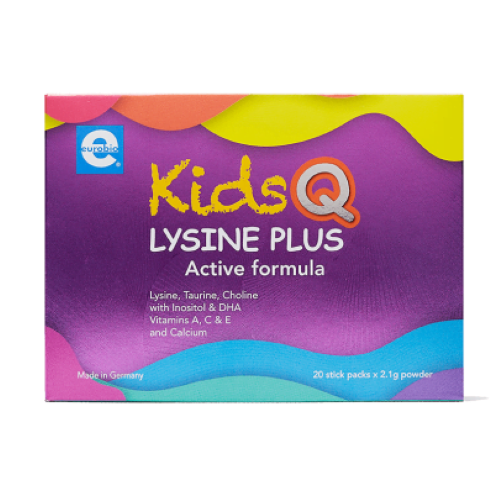 eurobio
KidsQ
LYSINE PLUS
Active formula
Lysine, Taurine, Choline
with Inositol & DHA
Vitamins A, C & E
and Calcium
Made in Germany
20 stick packs x 2.1g powder